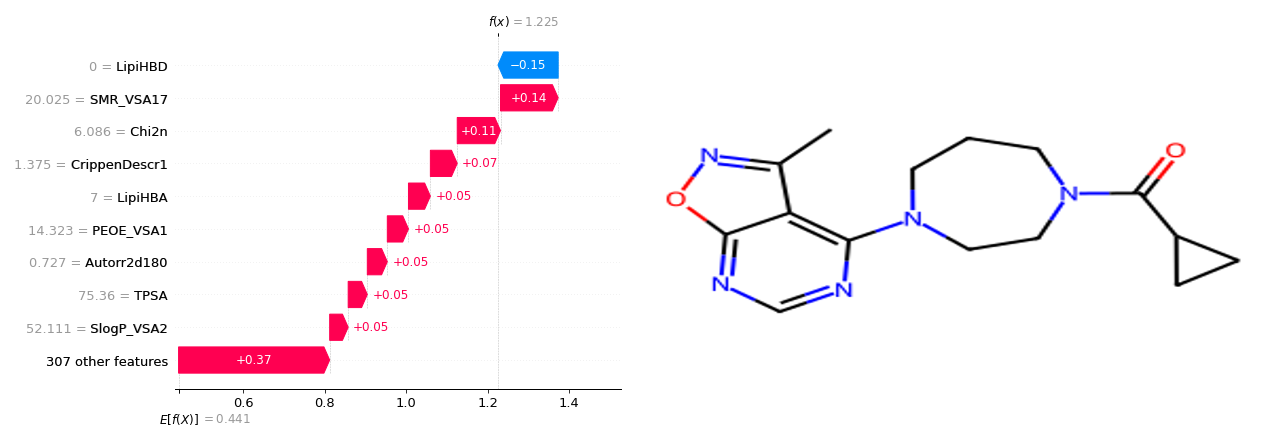 f(x) = 1.225
0 = LipiHBD
−0.15
20.025 = SMR_VSA17
+0.14
6.086 = Chi2n
+0.11
1.375 = CrippenDescr1
+0.07
7 = LipiHBA
+0.05
14.323 = PEOE_VSA1
+0.05
0.727 = Autorr2d180
+0.05
75.36 = TPSA
+0.05
52.111 = SlogP_VSA2
+0.05
307 other features
+0.37
0.6 0.8 1.0 1.2 1.4
E[f(X)] = 0.441
N
O
N
N
N
N
O